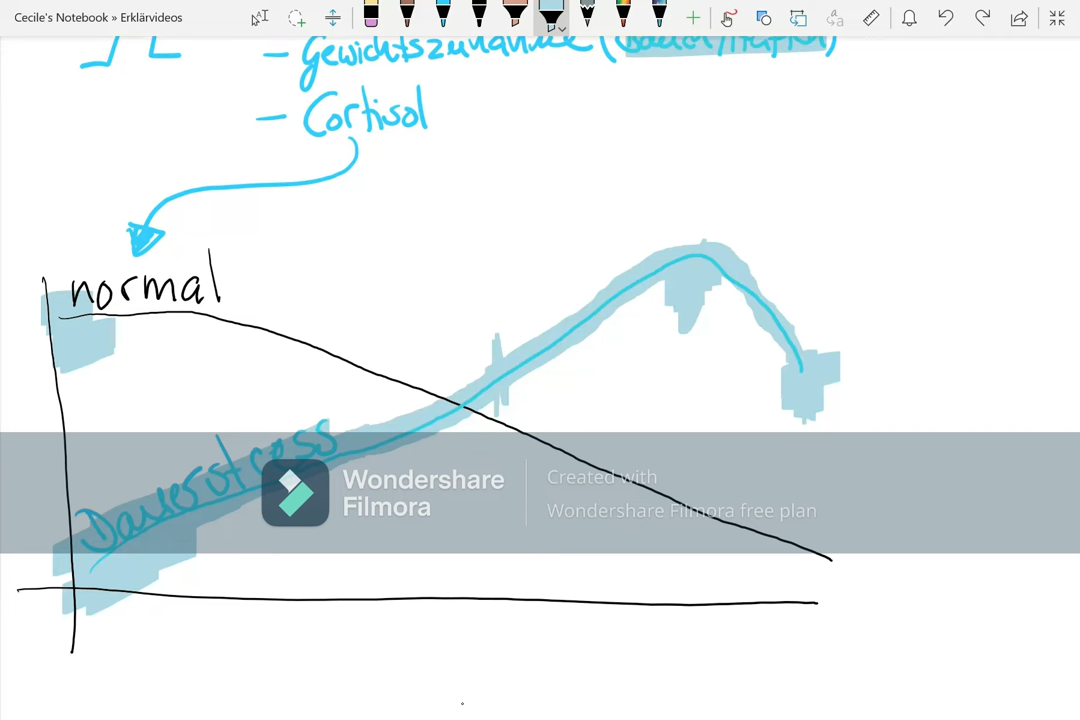 Cecile's Notebook » Erklärvideos
– Gewichtszunahme (
– Cortisol
normal
Dauerstress
Wondershare
Filmora
Created with
Wondershare Filmora free plan